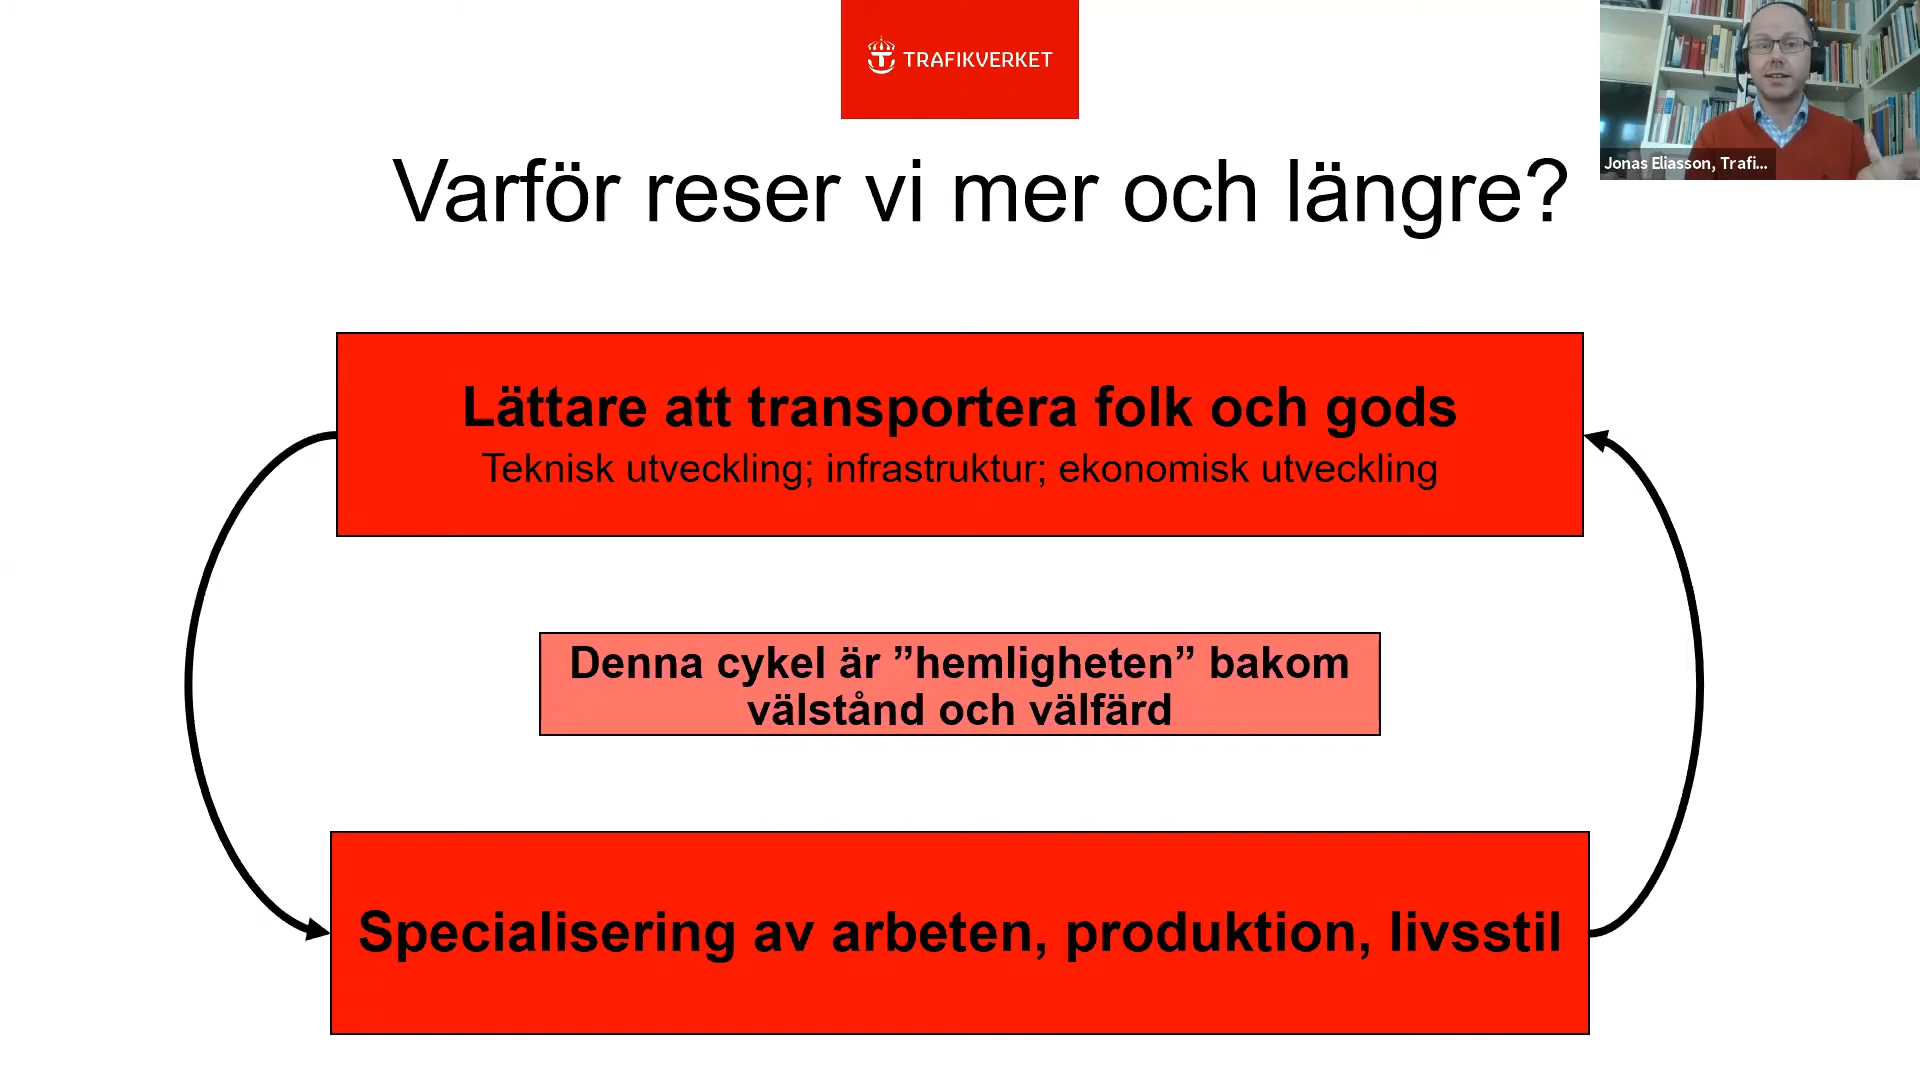 TRAFIKVERKET
Jonas Eliasson, Trafi...
Varför reser vi mer och längre?
Lättare att transportera folk och gods
Teknisk utveckling; infrastruktur; ekonomisk utveckling
Denna cykel är ”hemligheten” bakom
välstånd och välfärd
Specialisering av arbeten, produktion, livsstil